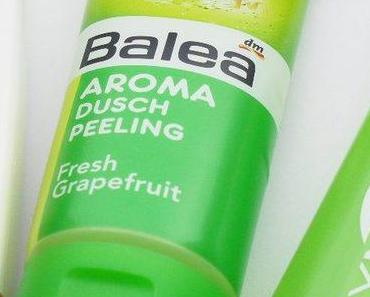 Balea
dm
AROMA
DUSCH
PEELING
Fresh
Grapefruit